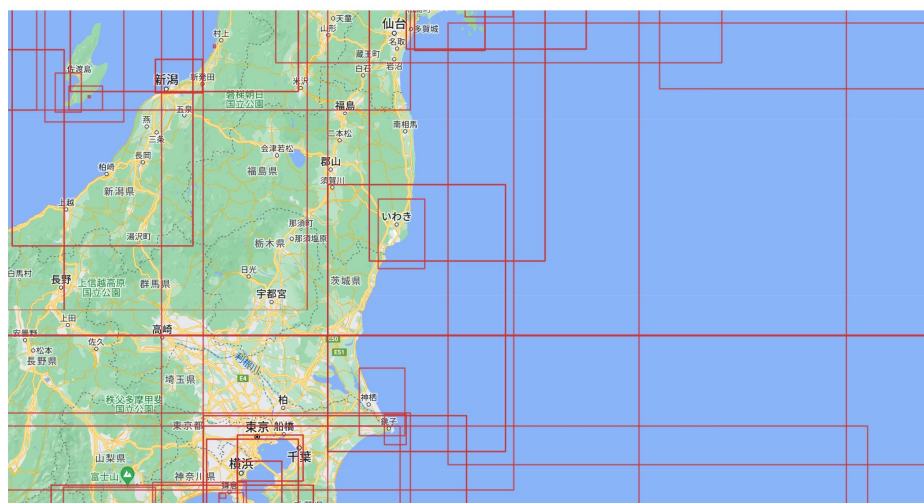 天童
仙台
多賀城
山形
村上
名取
蔵王町
岩沼
白石
佐渡島
新潟
新発田
米沢
磐梯朝日
国立公園
五泉
福島
南相馬
燕
三条
二本松
会津若松
長岡
郡山
福島県
須賀川
柏崎
新潟県
上越
那須町
いわき
湯沢町
栃木県
那須塩原
白馬村
日光
長野
上信越高原
国立公園
群馬県
茨城県
宇都宮
上田
高崎
安曇野
佐久
松本
長野県
E50
E51
利根川
埼玉県
E4
秩父多摩甲斐
国立公園
柏
神栖
東京都
東京
船橋
銚子
山梨県
千葉
横浜
富士山
神奈川県
鎌倉